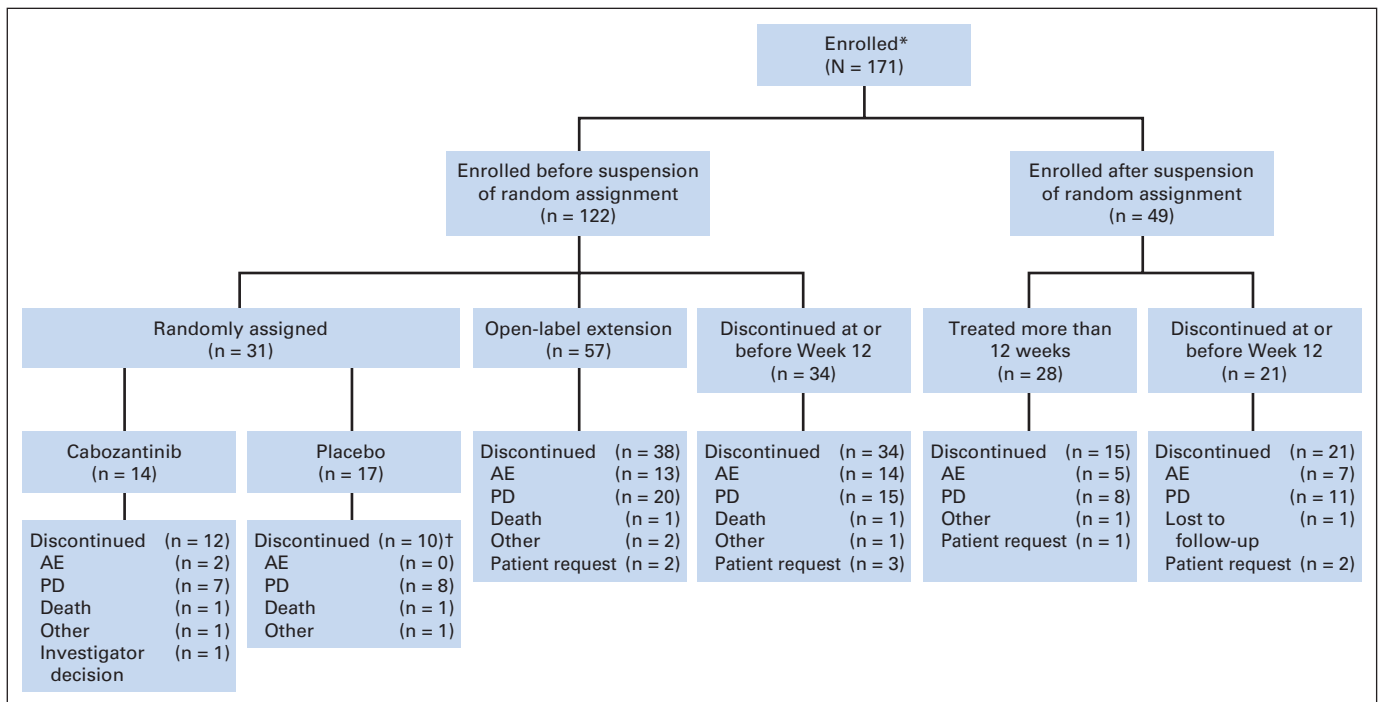 Enrolled*
(N = 171)
Enrolled before suspension
of random assignment
(n = 122)
Enrolled after suspension
of random assignment
(n = 49)
Randomly assigned
(n = 31)
Open-label extension
(n = 57)
Discontinued at or
before Week 12
(n = 34)
Treated more than
12 weeks
(n = 28)
Discontinued at or
before Week 12
(n = 21)
Cabozantinib
(n = 14)
Placebo
(n = 17)
Discontinued (n = 38)
AE (n = 13)
PD (n = 20)
Death (n = 1)
Other (n = 2)
Patient request (n = 2)
Discontinued (n = 34)
AE (n = 14)
PD (n = 15)
Death (n = 1)
Other (n = 1)
Patient request (n = 3)
Discontinued (n = 15)
AE (n = 5)
PD (n = 8)
Other (n = 1)
Patient request (n = 1)
Discontinued (n = 21)
AE (n = 7)
PD (n = 11)
Lost to (n = 1)
follow-up
Patient request (n = 2)
Discontinued (n = 12)
AE (n = 2)
PD (n = 7)
Death (n = 1)
Other (n = 1)
Investigator (n = 1)
decision
Discontinued (n = 10)†
AE (n = 0)
PD (n = 8)
Death (n = 1)
Other (n = 1)